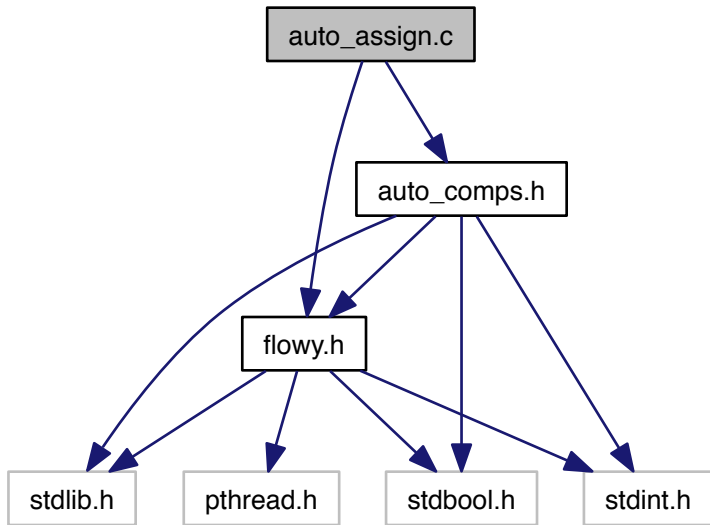 auto_assign.c
auto_comps.h
flowy.h
stdlib.h
pthread.h
stdbool.h
stdint.h